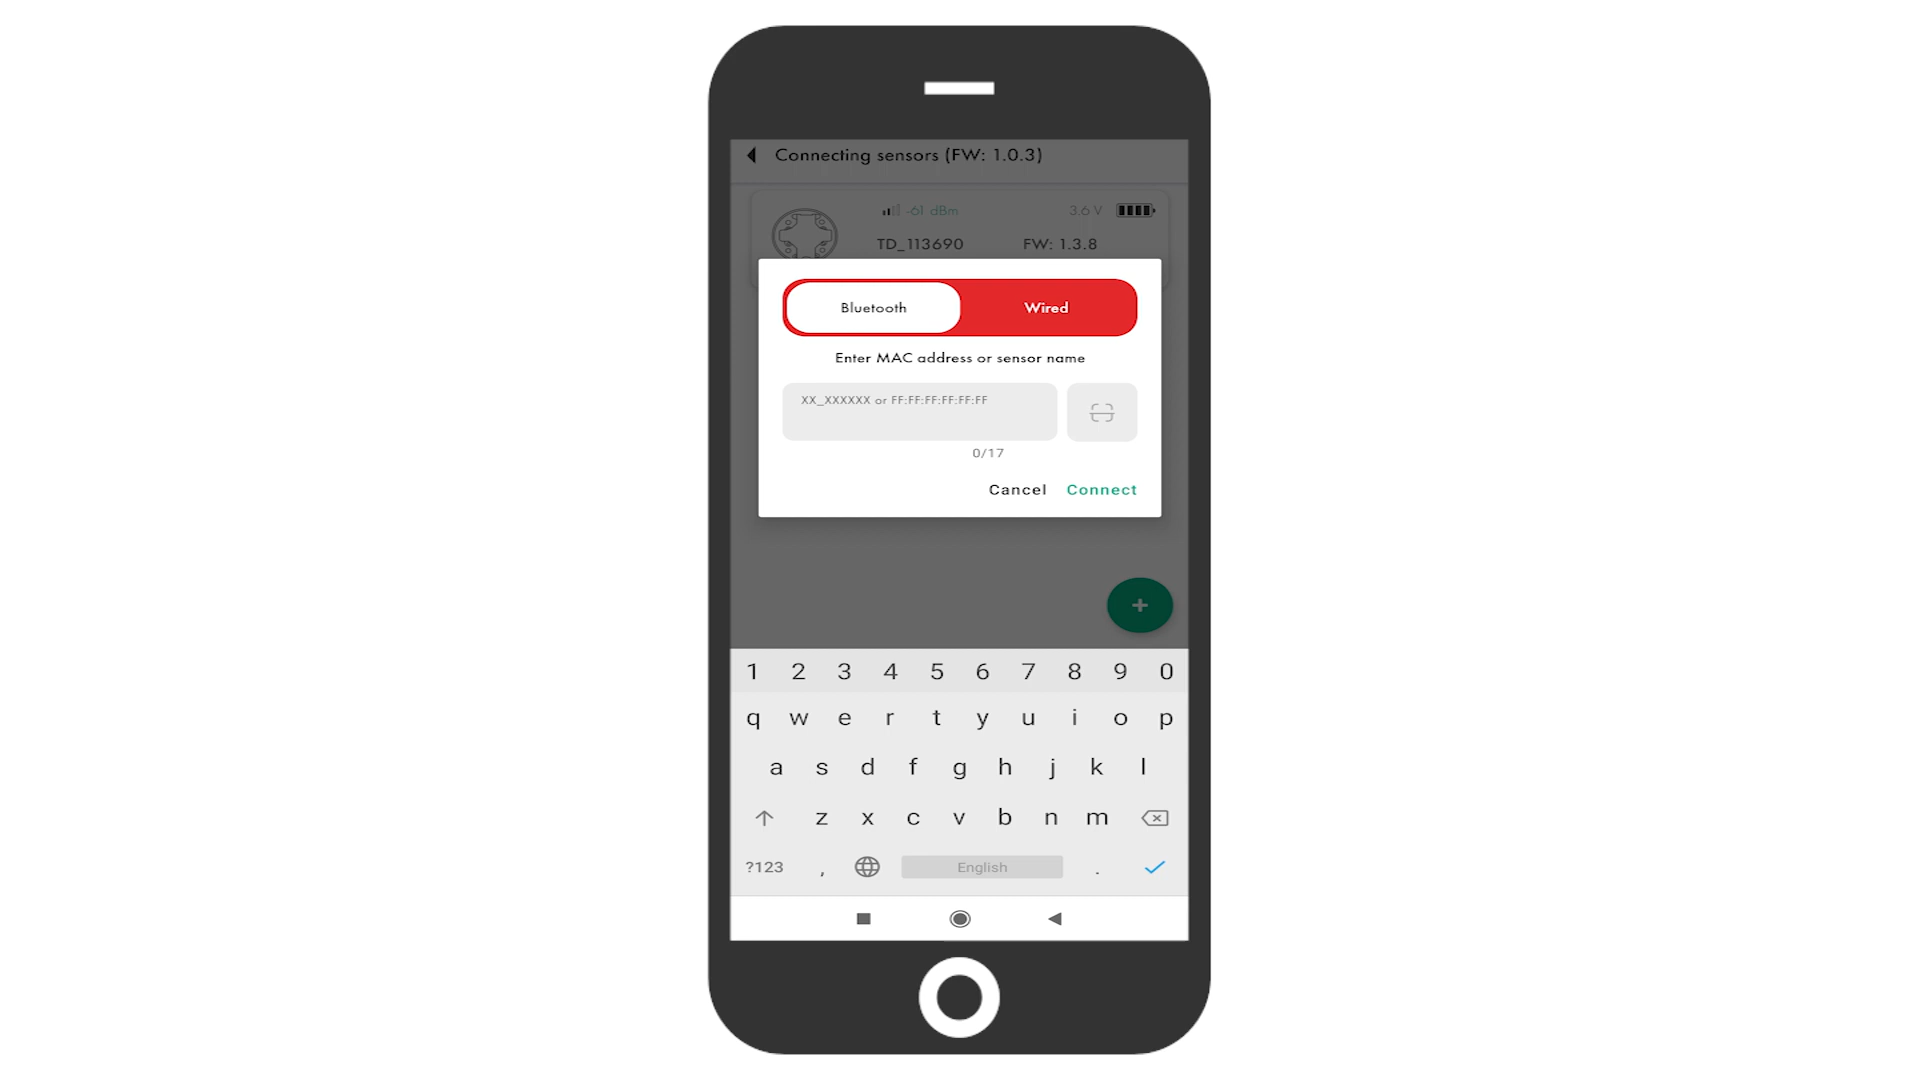 Connecting sensors (FW: 1.0.3)
-61 dBm
3.6 V
TD_113690
FW: 1.3.8
Bluetooth
Wired
Enter MAC address or sensor name
XX_XXXXXX or FF:FF:FF:FF:FF:FF
0/17
Cancel
Connect
+
1 2 3 4 5 6 7 8 9 0
q w e r t y u i o p
a s d f g h j k l
z x c v b n m
?123 , English .